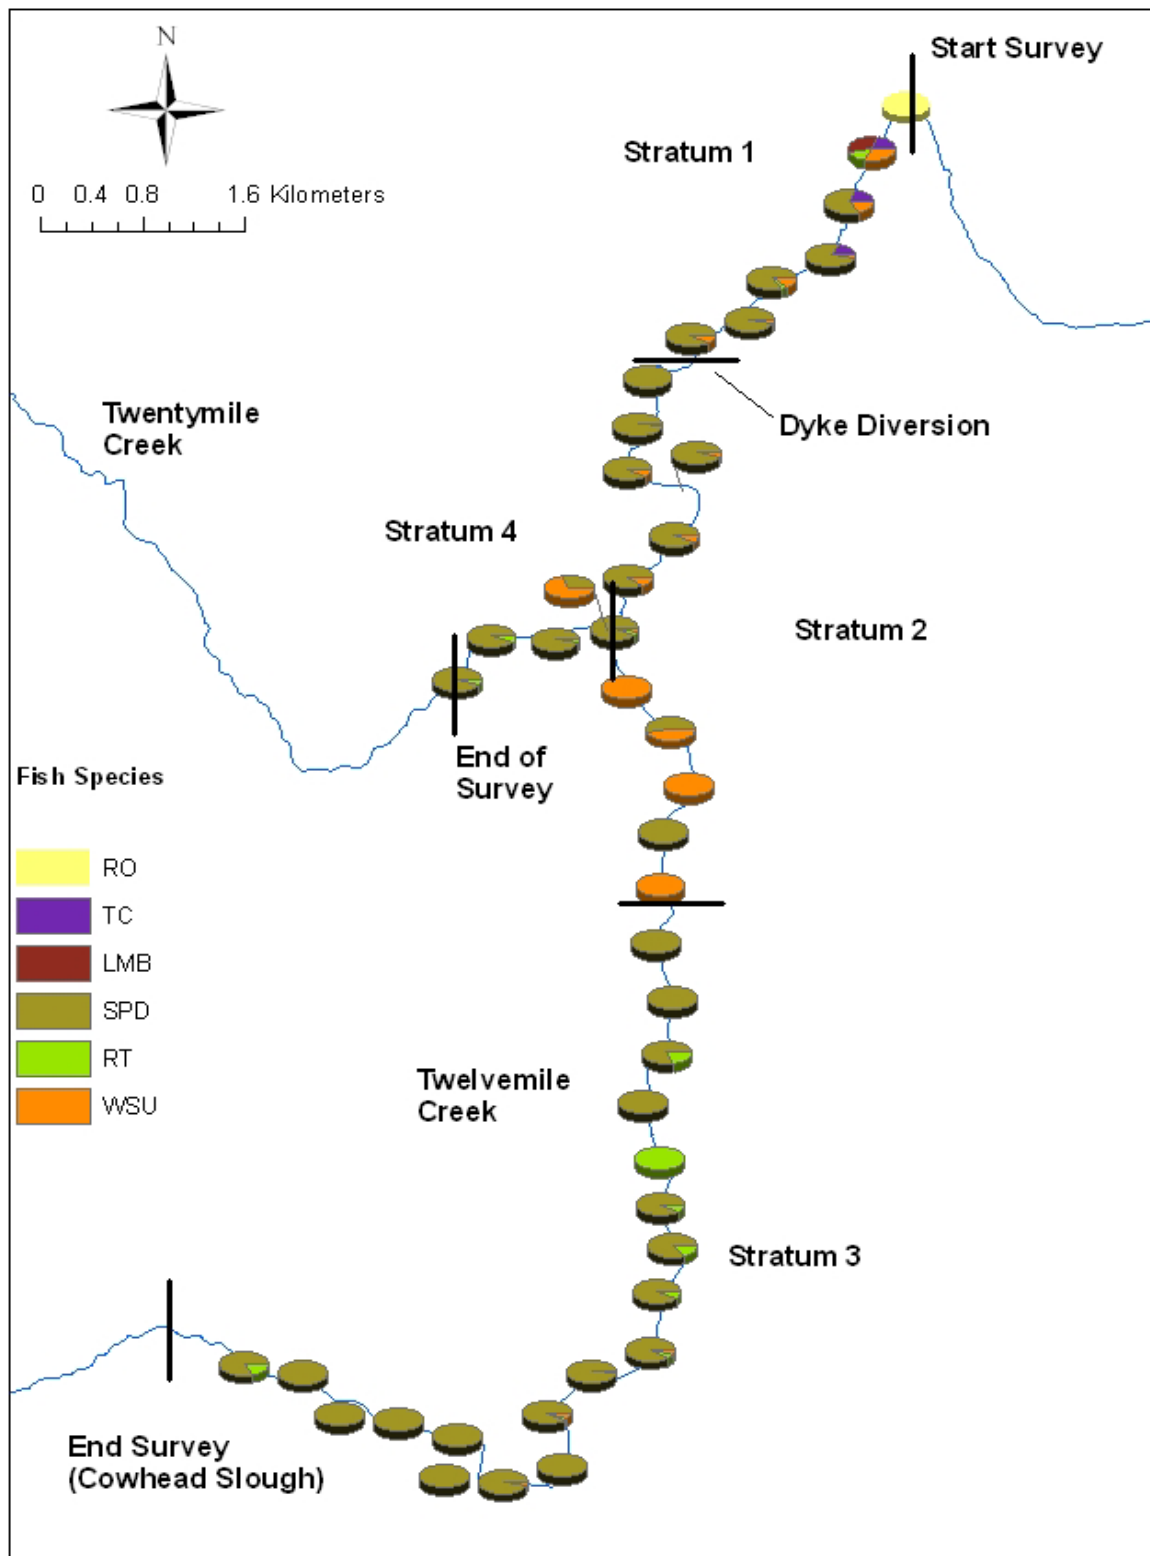 N
Start Survey
Stratum 1
0 0.4 0.8 1.6 Kilometers
Twentymile
Creek
Dyke Diversion
Stratum 4
Stratum 2
End of
Survey
Fish Species
RO
TC
LMB
SPD
RT
WSU
Twelvemile
Creek
Stratum 3
End Survey
(Cowhead Slough)